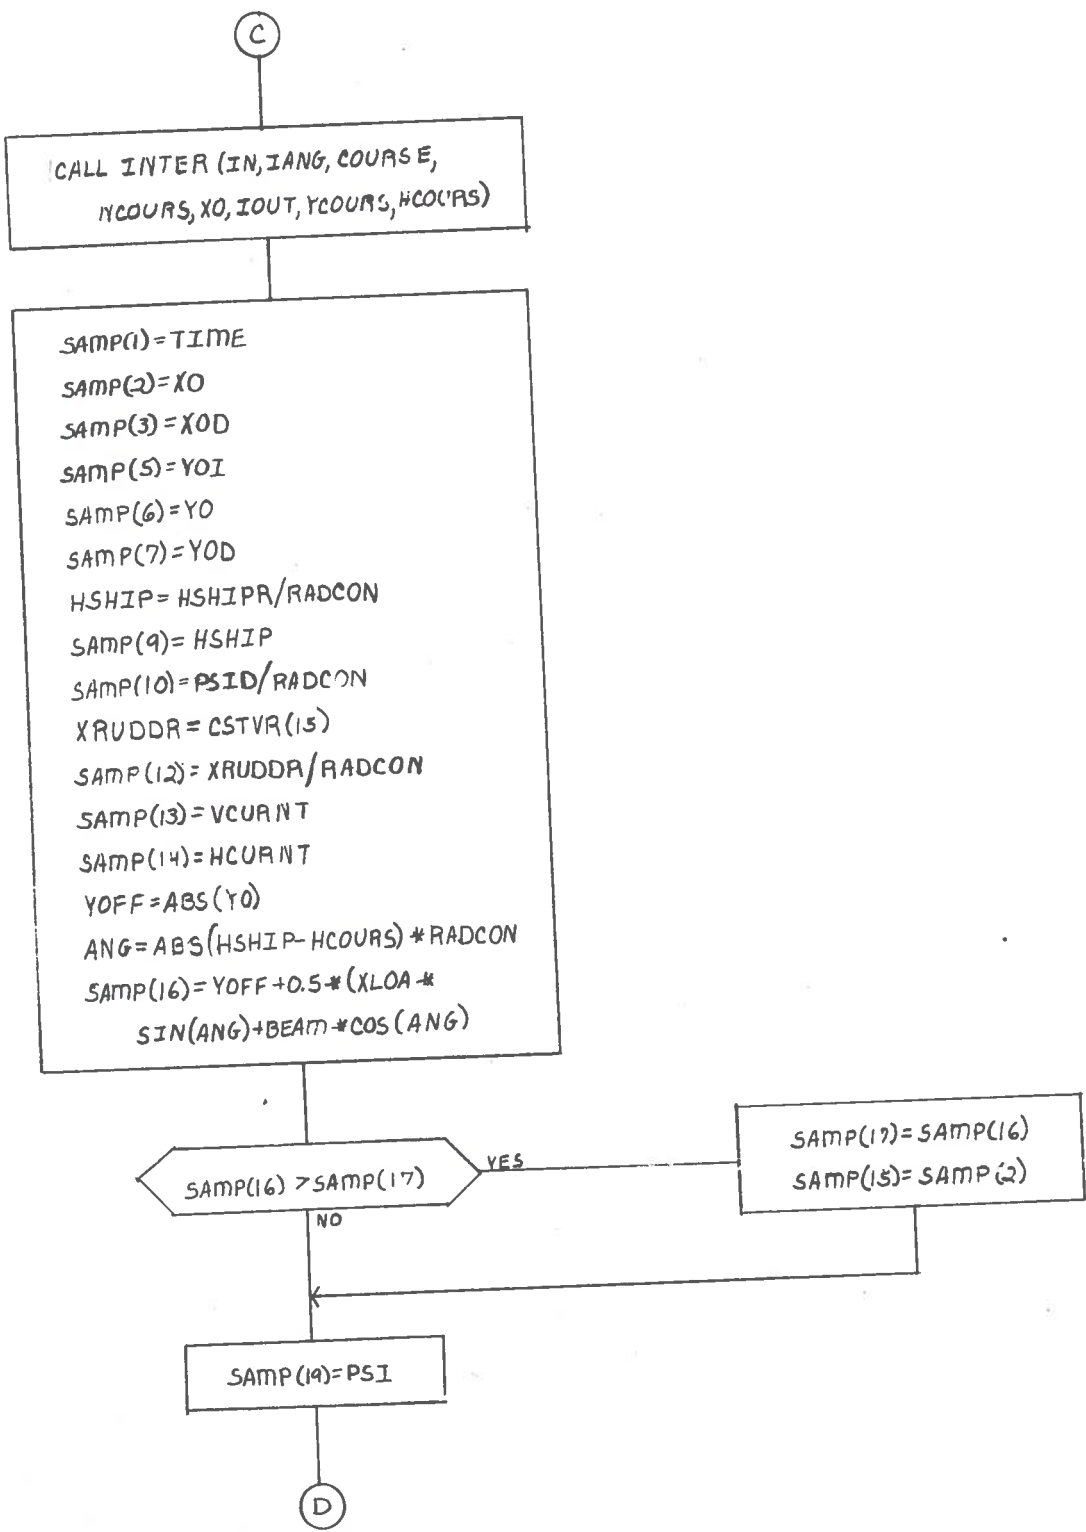 C
CALL INTER (IN, IANG, COURSE,
NCOURS, XO, IOUT, YCOURS, HCOURS)
SAMP(1)=TIME
SAMP(2)=XO
SAMP(3)=XOD
SAMP(5)=YOI
SAMP(6)=YO
SAMP(7)=YOD
HSHIP=HSHIPR/RADCON
SAMP(9)=HSHIP
SAMP(10)=PSID/RADCON
XRUDDR=CSTVR(15)
SAMP(12)=XRUDDR/RADCON
SAMP(13)=VCURNT
SAMP(14)=HCURNT
YOFF=ABS(YO)
ANG=ABS(HSHIP-HCOURS)*RADCON
SAMP(16)=YOFF+0.5*(XLOA*
SIN(ANG)+BEAM*COS(ANG)
SAMP(16)>SAMP(17)
YES
SAMP(17)=SAMP(16)
SAMP(15)=SAMP(2)
NO
SAMP(19)=PSI
D